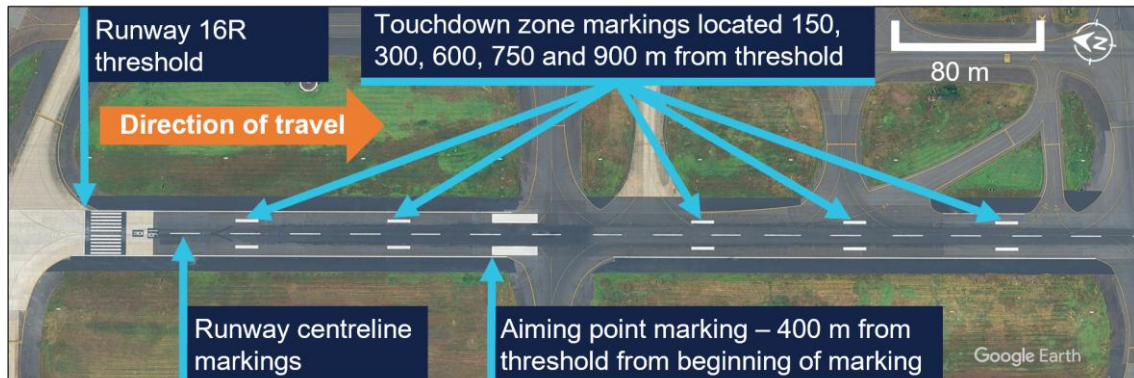 Runway 16R
threshold
Touchdown zone markings located 150,
300, 600, 750 and 900 m from threshold
80 m
N
Direction of travel
Runway centreline
markings
Aiming point marking – 400 m from
threshold from beginning of marking
Google Earth